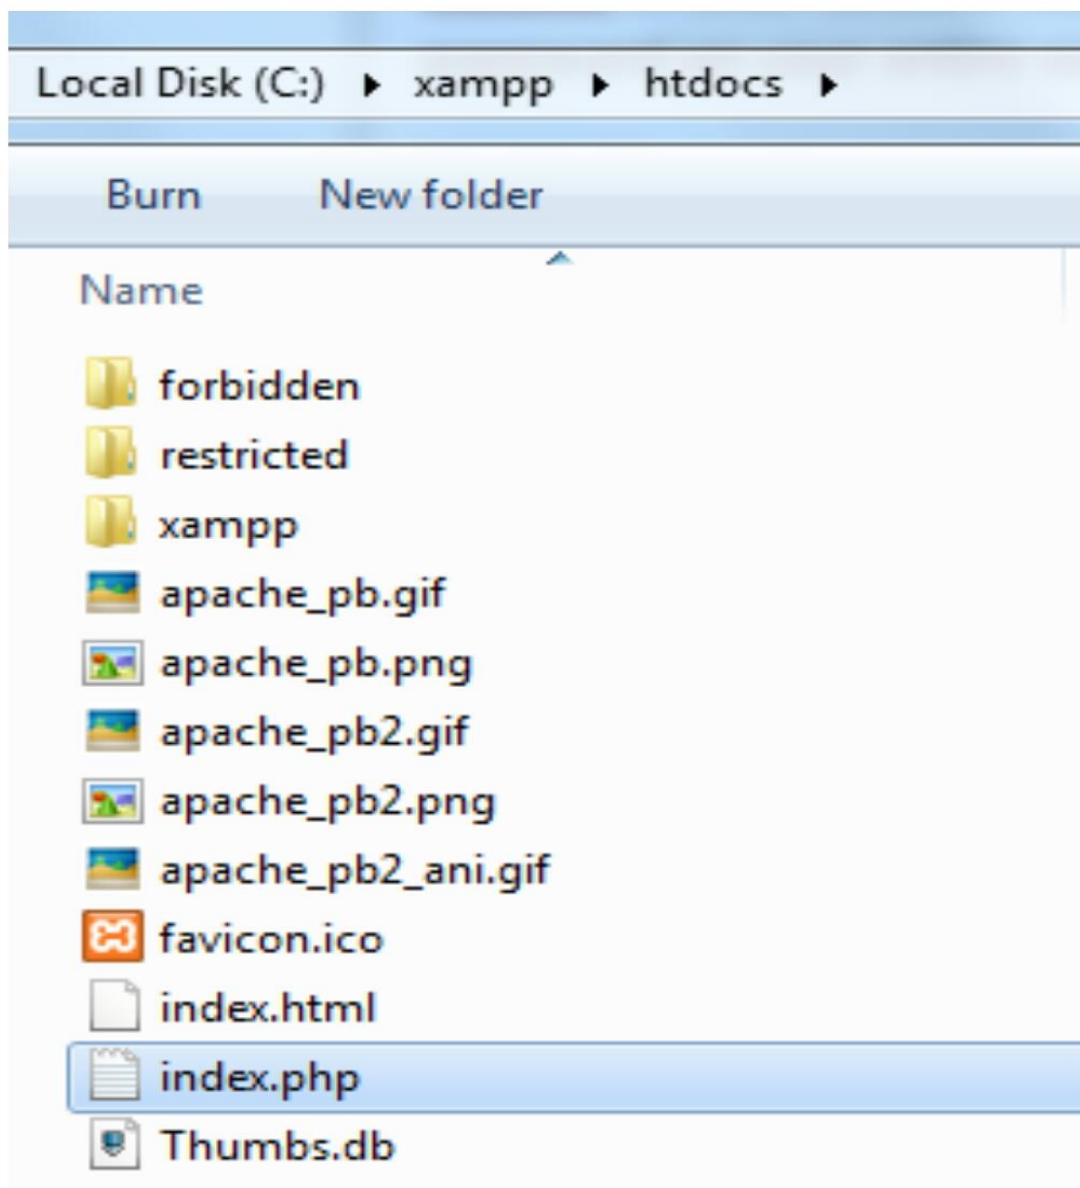 Local Disk (C:) ▸ xampp ▸ htdocs ▸
Burn New folder
Name
forbidden
restricted
xampp
apache_pb.gif
apache_pb.png
apache_pb2.gif
apache_pb2.png
apache_pb2_ani.gif
favicon.ico
index.html
index.php
Thumbs.db